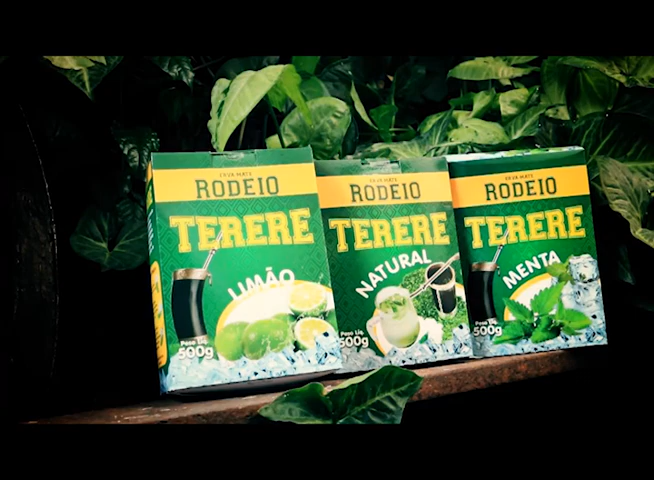 ERVA MATE
RODEIO
TERERE
LIMÃO
Peso Líq.
500g
ERVA MATE
RODEIO
TERERE
NATURAL
Peso Líq.
500g
ERVA MATE
RODEIO
TERERE
MENTA
Peso Líq.
500g